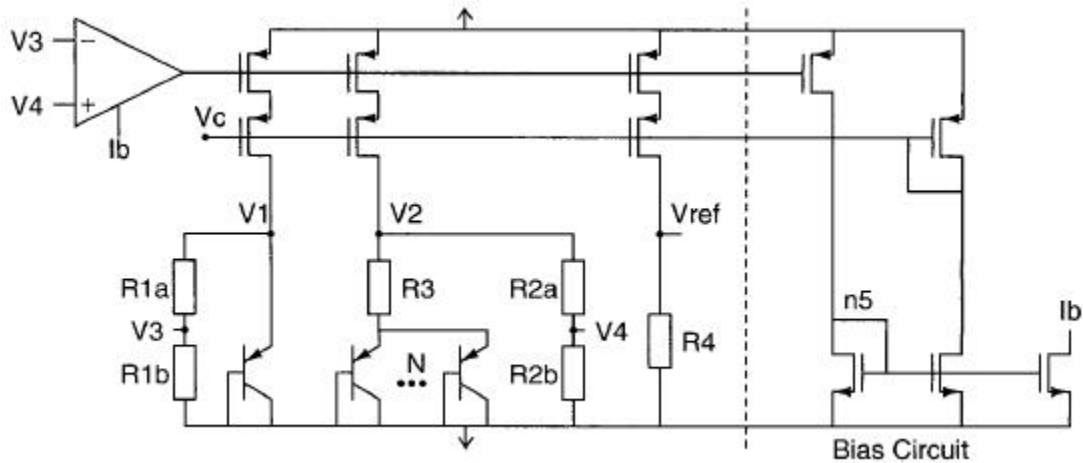 V3
V4
Ib
Vc
V1
V2
Vref
R1a
R3
R2a
n5
V3
V4
R4
Ib
R1b
N
R2b
Bias Circuit